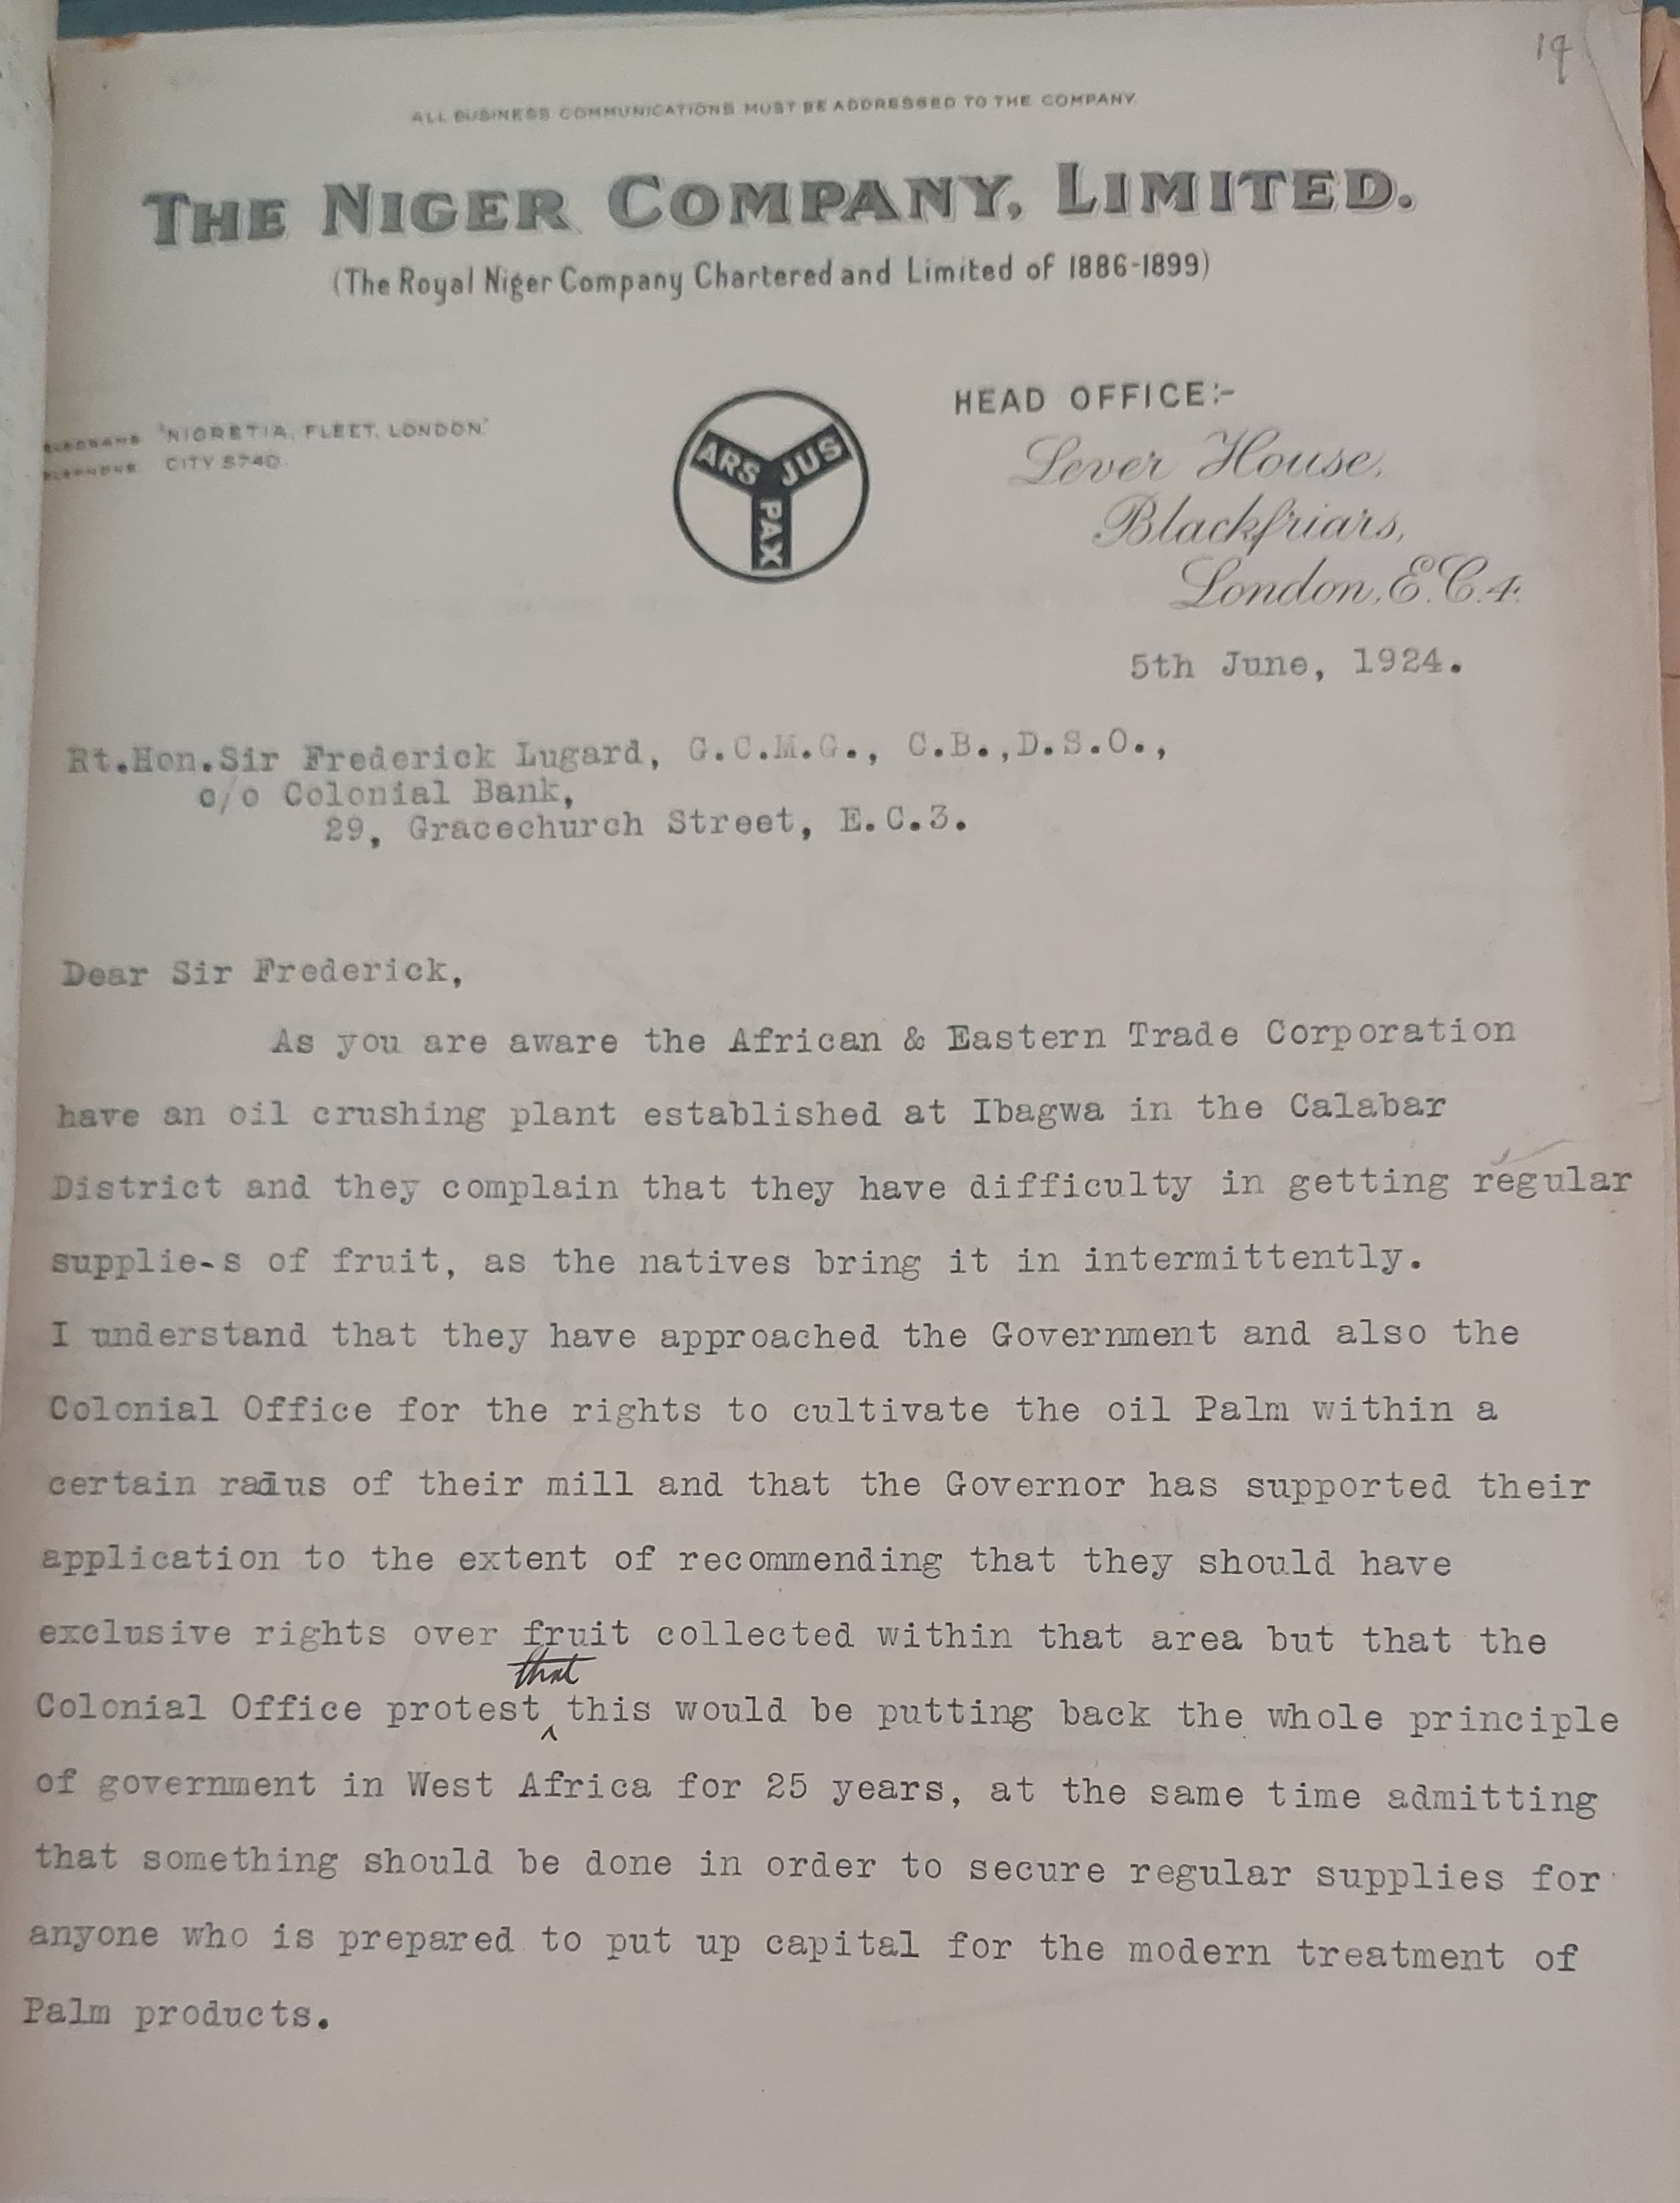 19
ALL BUSINESS COMMUNICATIONS MUST BE ADDRESSED TO THE COMPANY.
THE NIGER COMPANY, LIMITED.
(The Royal Niger Company Chartered and Limited of 1886-1899)
"NIGRETIA, FLEET, LONDON."
CITY 5740.
ARS JUS PAX
HEAD OFFICE:-
Lever House,
Blackfriars,
London, E.C.4.
5th June, 1924.
Rt.Hon.Sir Frederick Lugard, G.C.M.G., C.B.,D.S.O.,
c/o Colonial Bank,
29, Gracechurch Street, E.C.3.
Dear Sir Frederick,
As you are aware the African & Eastern Trade Corporation
have an oil crushing plant established at Ibagwa in the Calabar
District and they complain that they have difficulty in getting regular
supplie-s of fruit, as the natives bring it in intermittently.
I understand that they have approached the Government and also the
Colonial Office for the rights to cultivate the oil Palm within a
certain radius of their mill and that the Governor has supported their
application to the extent of recommending that they should have
exclusive rights over fruit collected within that area but that the
that
Colonial Office protest ^ this would be putting back the whole principle
of government in West Africa for 25 years, at the same time admitting
that something should be done in order to secure regular supplies for
anyone who is prepared to put up capital for the modern treatment of
Palm products.